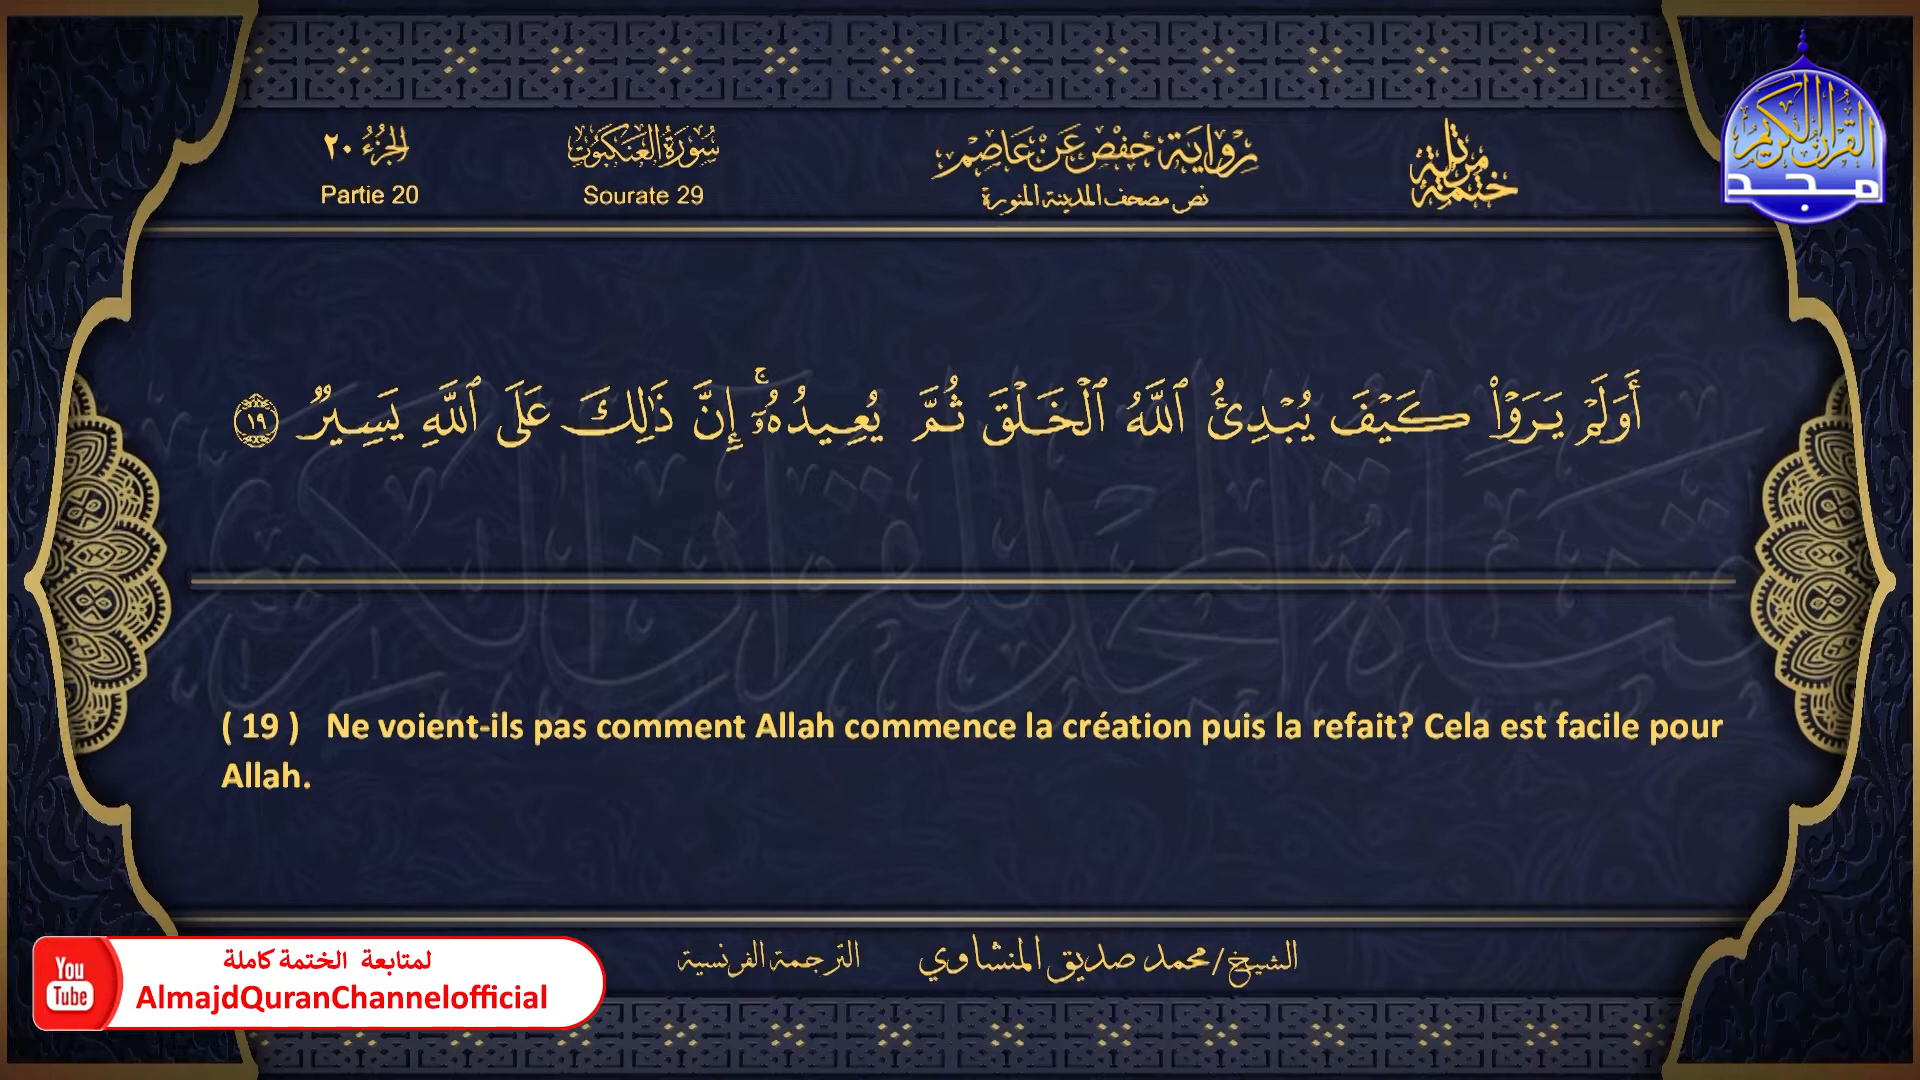 الجزء ٢٠
Partie 20
سورة العنكبوت
Sourate 29
رواية حفص عن عاصم
نص مصحف المدينة المنورة
ختمة مرتلة
القرآن الكريم
مجد
أَوَلَمْ يَرَوْا۟ كَيْفَ يُبْدِئُ ٱللَّهُ ٱلْخَلْقَ ثُمَّ يُعِيدُهُۥٓ ۚ إِنَّ ذَٰلِكَ عَلَى ٱللَّهِ يَسِيرٌ ١٩
( 19 ) Ne voient-ils pas comment Allah commence la création puis la refait? Cela est facile pour
Allah.
الشيخ/محمد صديق المنشاوي
الترجمة الفرنسية
You
Tube
لمتابعة الختمة كاملة
AlmajdQuranChannelofficial